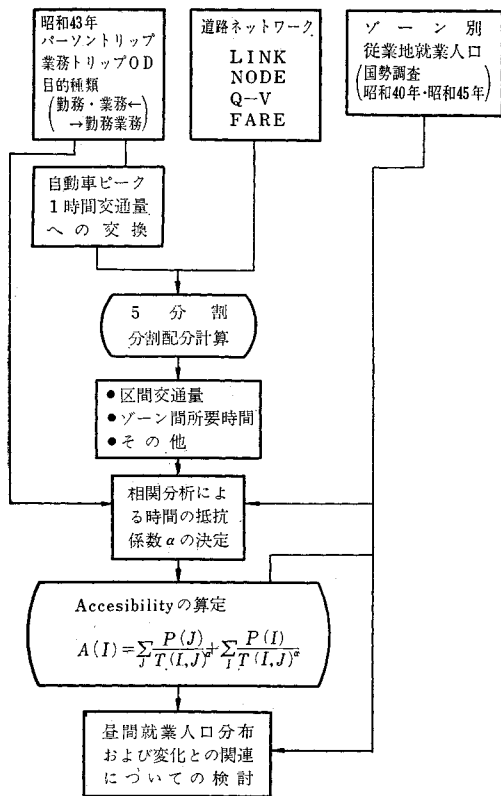 昭和43年
パーソントリップ
業務トリップOD
目的種類
(勤務・業務←
→勤務業務)
道路ネットワーク
LINK
NODE
Q−V
FARE
ゾーン別
従業地就業人口
(国勢調査
昭和40年・昭和45年)
自動車ピーク
1時間交通量
への交換
5分割
分割配分計算
●区間交通量
●ゾーン間所要時間
●その他
相関分析によ
る時間の抵抗
係数αの決定
Accesibilityの算定
A(I)=∑_J P(J)/T(I,J)^α+∑_I P(I)/T(I,J)^α
昼間就業人口分布
および変化との関連
についての検討